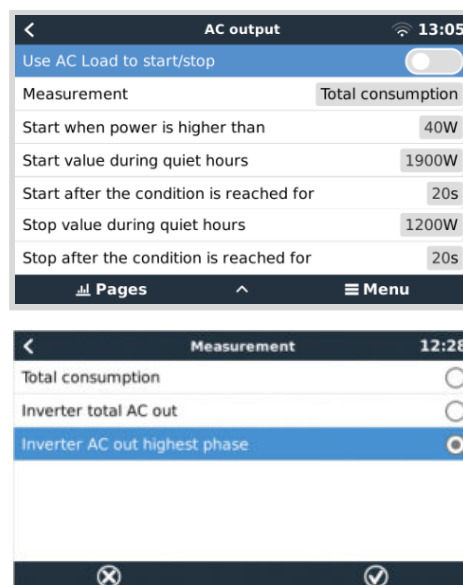 AC output 13:05
Use AC Load to start/stop
Measurement Total consumption
Start when power is higher than 40W
Start value during quiet hours 1900W
Start after the condition is reached for 20s
Stop value during quiet hours 1200W
Stop after the condition is reached for 20s
Pages Menu
Measurement 12:28
Total consumption
Inverter total AC out
Inverter AC out highest phase